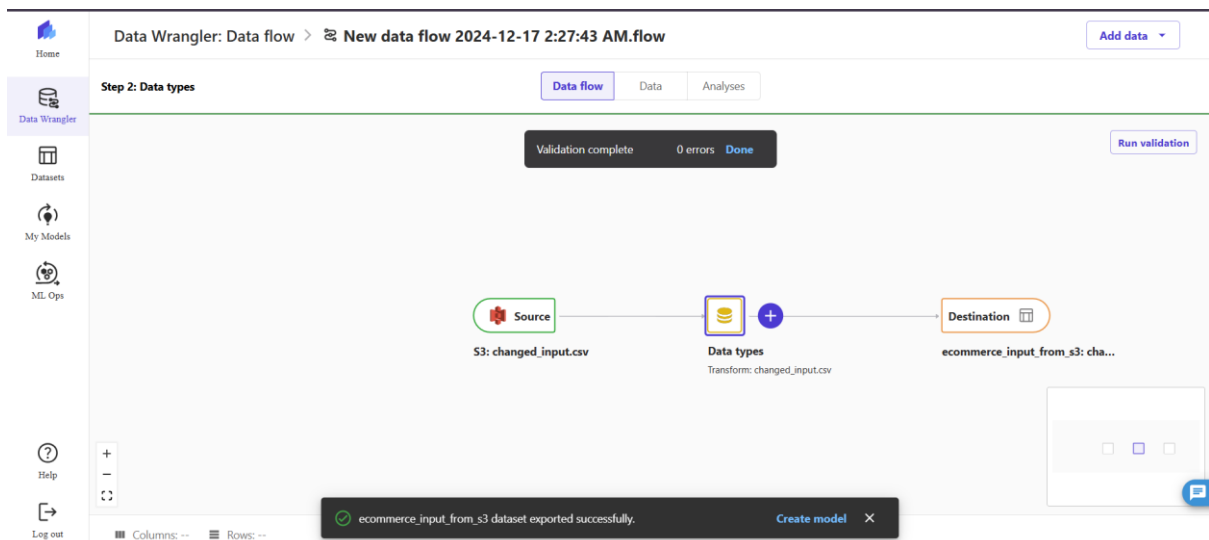 Home
Data Wrangler: Data flow > New data flow 2024-12-17 2:27:43 AM.flow
Add data
Step 2: Data types
Data flow
Data
Analyses
Data Wrangler
Datasets
My Models
ML Ops
Help
Log out
Validation complete 0 errors Done
Run validation
Source
S3: changed_input.csv
Data types
Transform: changed_input.csv
Destination
ecommerce_input_from_s3: cha...
ecommerce_input_from_s3 dataset exported successfully. Create model
Columns: -- Rows: --